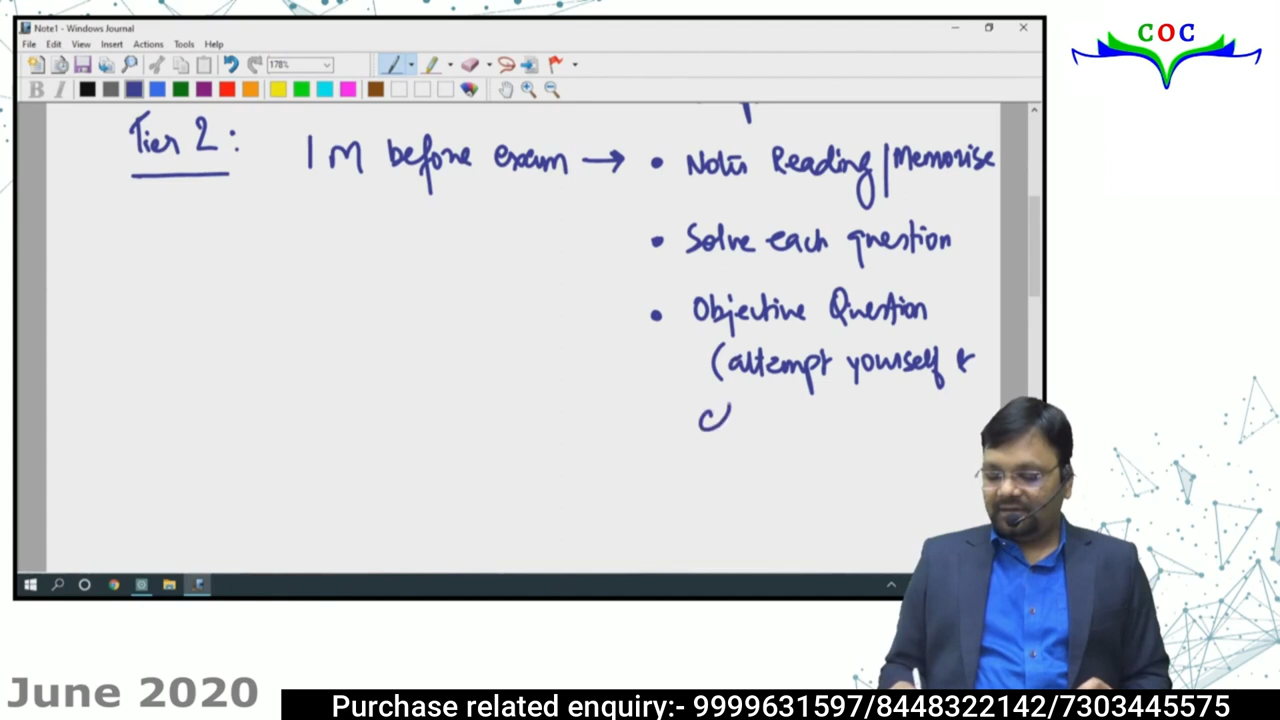 Note1 - Windows Journal
File Edit View Insert Actions Tools Help
178%
B I
COC
Tier 2 : 1 M before exam → • Notes Reading/Memorise
• Solve each question
• Objective Question
(attempt yourself &
June 2020
Purchase related enquiry:- 9999631597/8448322142/7303445575